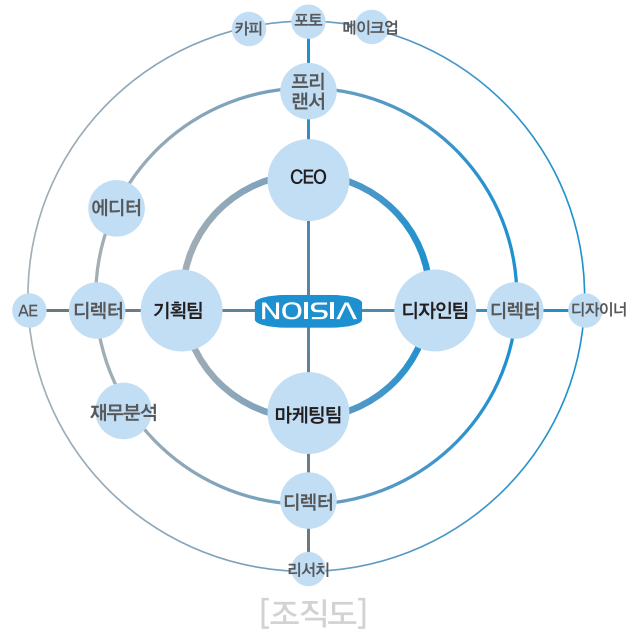 카피
포토
메이크업
프리
랜서
CEO
에디터
AE
디렉터
기획팀
NOISIA
디자인팀
디렉터
디자이너
재무분석
마케팅팀
디렉터
리서치
[조직도]